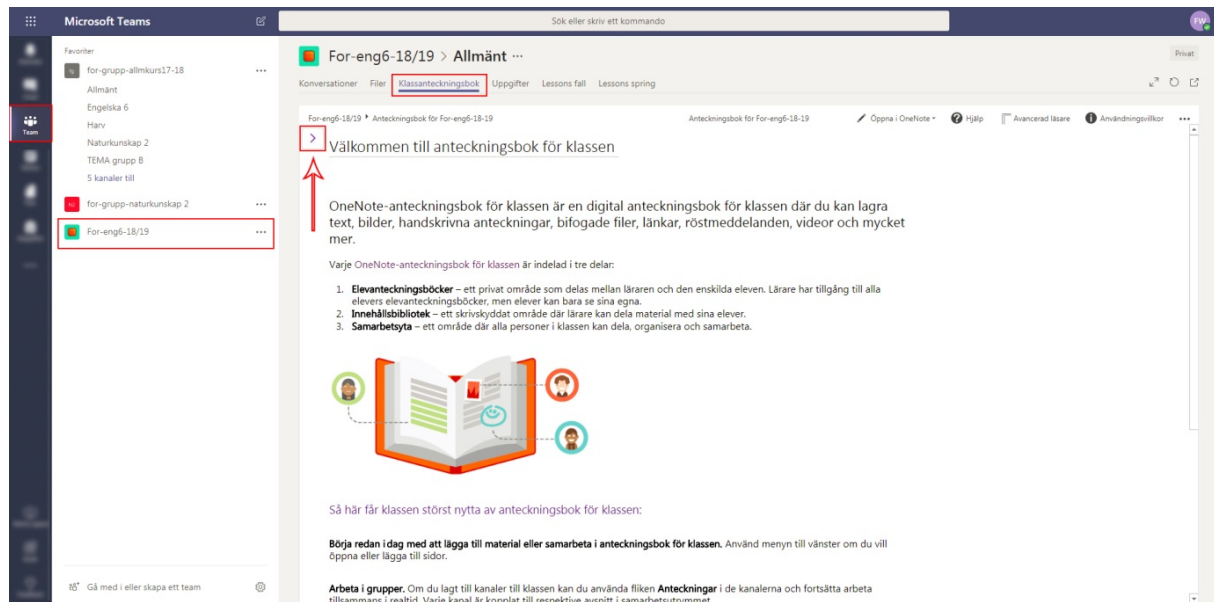 Microsoft Teams
Sök eller skriv ett kommando
FW
Favoriter
for-grupp-allmkurs17-18
Allmänt
Engelska 6
Harv
Naturkunskap 2
TEMA grupp B
5 kanaler till
for-grupp-naturkunskap 2
For-eng6-18/19
Gå med i eller skapa ett team
Team
For-eng6-18/19 > Allmänt ...
Privat
Konversationer Filer Klassanteckningsbok Uppgifter Lessons fall Lessons spring
For-eng6-18/19 Anteckningsbok för For-eng6-18-19 Anteckningsbok för For-eng6-18-19 Öppna i OneNote Hjälp Avancerad läsare Användningsvillkor ...
Välkommen till anteckningsbok för klassen
OneNote-anteckningsbok för klassen är en digital anteckningsbok för klassen där du kan lagra
text, bilder, handskrivna anteckningar, bifogade filer, länkar, röstmeddelanden, videor och mycket
mer.
Varje OneNote-anteckningsbok för klassen är indelad i tre delar:
1. Elevanteckningsböcker – ett privat område som delas mellan läraren och den enskilda eleven. Lärare har tillgång till alla
elevers elevanteckningsböcker, men elever kan bara se sina egna.
2. Innehållsbibliotek – ett skrivskyddat område där lärare kan dela material med sina elever.
3. Samarbetsyta – ett område där alla personer i klassen kan dela, organisera och samarbeta.
Så här får klassen störst nytta av anteckningsbok för klassen:
Börja redan i dag med att lägga till material eller samarbeta i anteckningsbok för klassen. Använd menyn till vänster om du vill
öppna eller lägga till sidor.
Arbeta i grupper. Om du lagt till kanaler till klassen kan du använda fliken Anteckningar i de kanalerna och fortsätta arbeta
tillsammans i realtid. Varje kanal är kopplat till respektive avsnitt i samarbetsutrymmet.